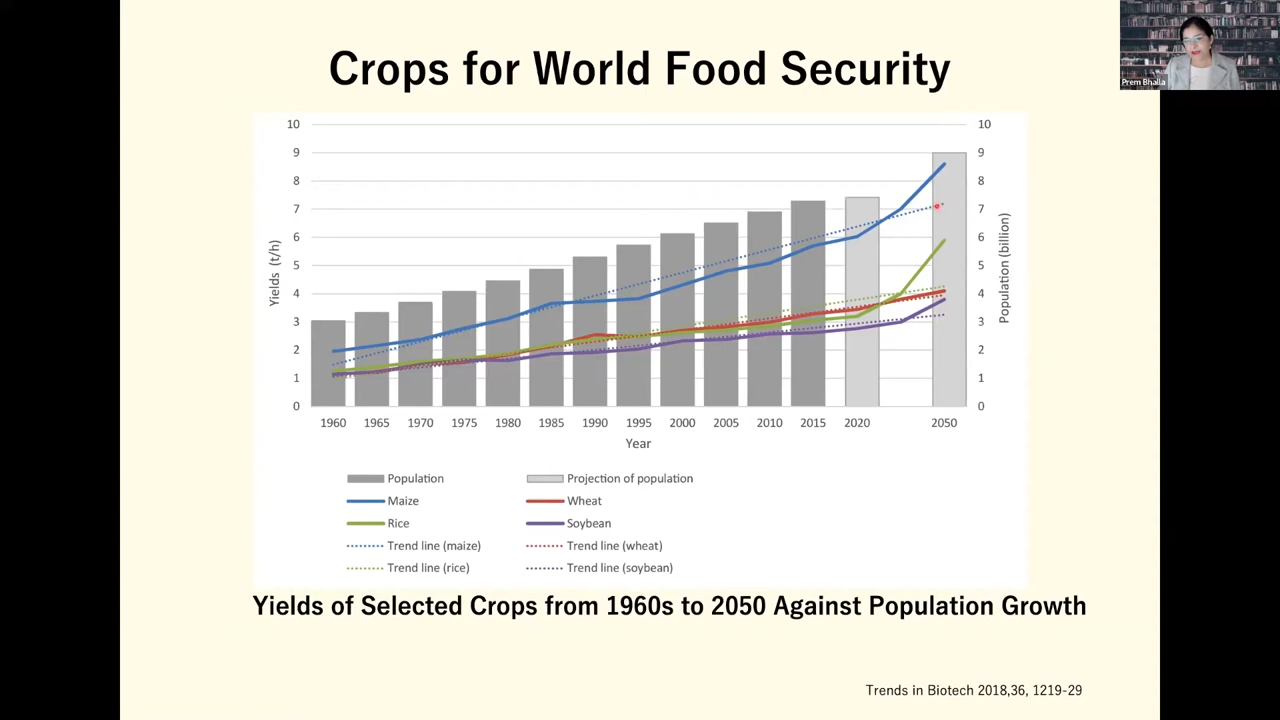 Crops for World Food Security
Prem Bhalla
10 10
9 9
8 8
7 7
6 6
5 5
4 4
3 3
2 2
1 1
0 0
Yields (t/h)
Population (billion)
1960 1965 1970 1975 1980 1985 1990 1995 2000 2005 2010 2015 2020 2050
Year
Population Projection of population
Maize Wheat
Rice Soybean
Trend line (maize) Trend line (wheat)
Trend line (rice) Trend line (soybean)
Yields of Selected Crops from 1960s to 2050 Against Population Growth
Trends in Biotech 2018,36, 1219-29